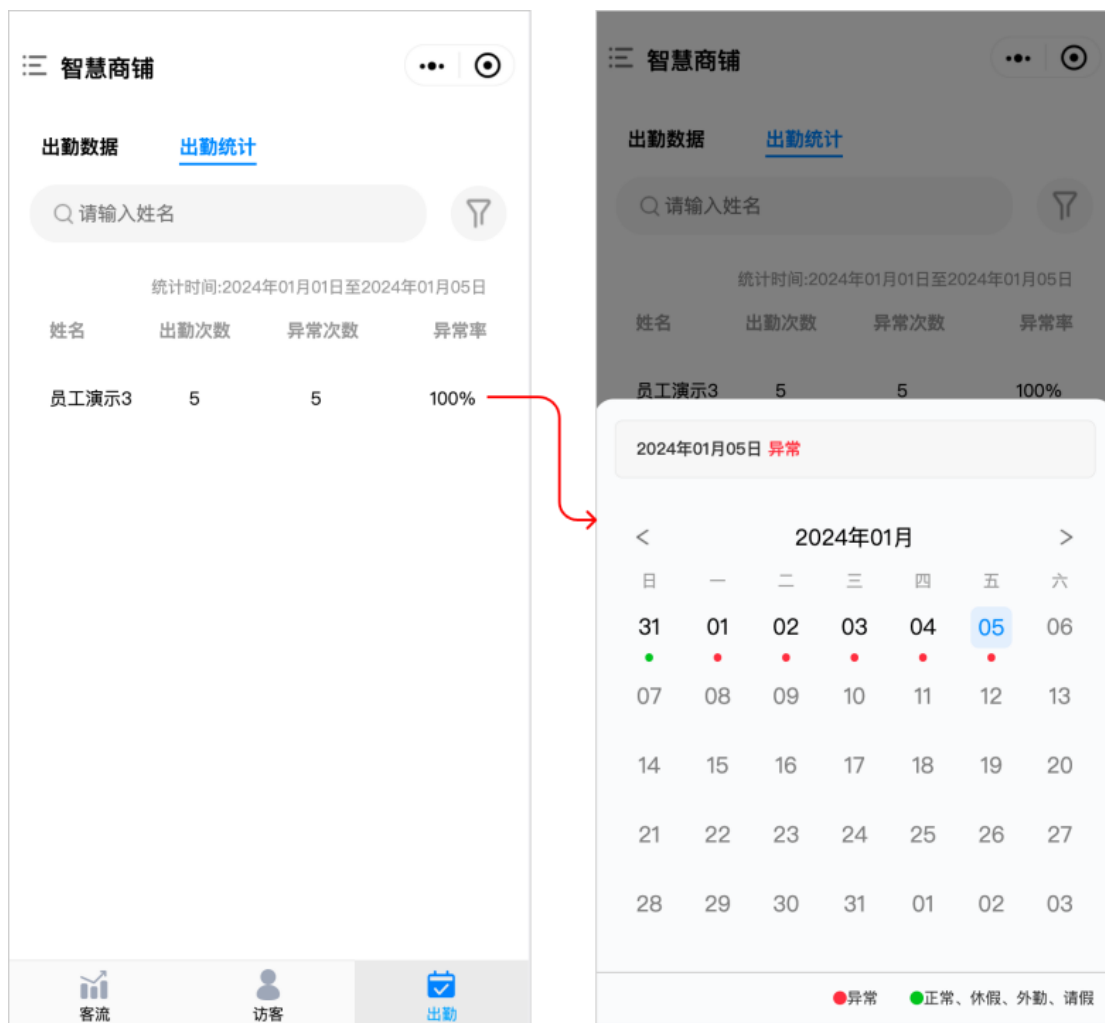 智慧商铺
出勤数据 出勤统计
请输入姓名
统计时间:2024年01月01日至2024年01月05日
姓名 出勤次数 异常次数 异常率
员工演示3 5 5 100%
客流 访客 出勤
智慧商铺
出勤数据 出勤统计
请输入姓名
统计时间:2024年01月01日至2024年01月05日
姓名 出勤次数 异常次数 异常率
员工演示3 5 5 100%
2024年01月05日 异常
< 2024年01月 >
日 一 二 三 四 五 六
31 01 02 03 04 05 06
07 08 09 10 11 12 13
14 15 16 17 18 19 20
21 22 23 24 25 26 27
28 29 30 31 01 02 03
异常 正常、休假、外勤、请假